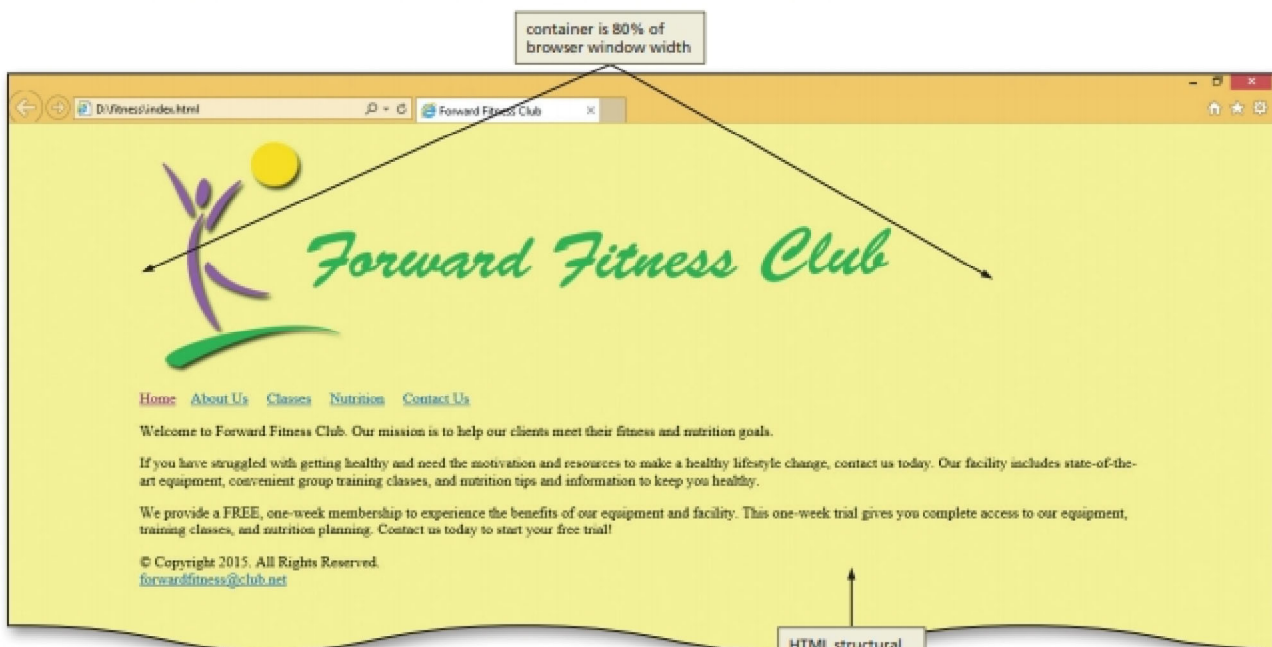 container is 80% of
browser window width
D:\fitness\index.html
Forward Fitness Club
Forward Fitness Club
Home About Us Classes Nutrition Contact Us
Welcome to Forward Fitness Club. Our mission is to help our clients meet their fitness and nutrition goals.
If you have struggled with getting healthy and need the motivation and resources to make a healthy lifestyle change, contact us today. Our facility includes state-of-the-
art equipment, convenient group training classes, and nutrition tips and information to keep you healthy.
We provide a FREE, one-week membership to experience the benefits of our equipment and facility. This one-week trial gives you complete access to our equipment,
training classes, and nutrition planning. Contact us today to start your free trial!
© Copyright 2015. All Rights Reserved.
forwardfitness@club.net
HTML structural